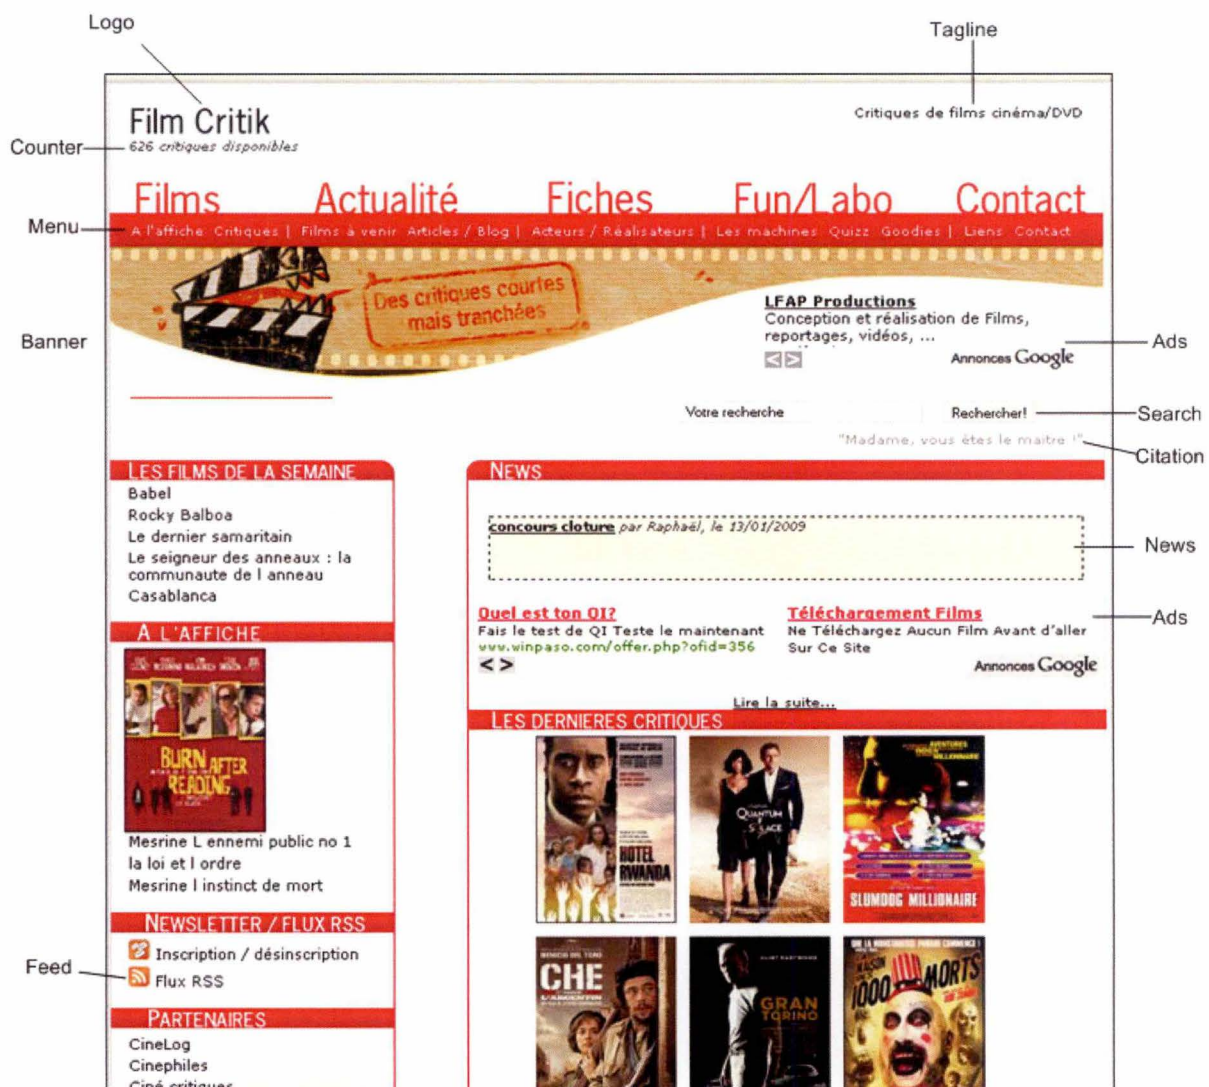 Logo
Tagline
Film Critik
Critiques de films cinéma/DVD
Counter
626 critiques disponibles
Films Actualité Fiches Fun/Labo Contact
Menu
A l'affiche Critiques | Films à venir Articles / Blog | Acteurs / Réalisateurs | Les machines Quizz Goodies | Liens Contact
Des critiques courtes
mais tranchées
Banner
LFAP Productions
Conception et réalisation de Films,
reportages, vidéos, ...
< >
Annonces Google
Ads
Votre recherche
Rechercher!
Search
"Madame, vous êtes le maitre !"
Citation
LES FILMS DE LA SEMAINE
Babel
Rocky Balboa
Le dernier samaritain
Le seigneur des anneaux : la
communaute de l anneau
Casablanca
A L'AFFICHE
BURN AFTER
READING
Mesrine L ennemi public no 1
la loi et l ordre
Mesrine l instinct de mort
NEWSLETTER / FLUX RSS
Inscription / désinscription
Feed
Flux RSS
PARTENAIRES
CineLog
Cinephiles
Ciné critiques
NEWS
concours cloture par Raphaël, le 13/01/2009
News
Quel est ton QI?
Fais le test de QI Teste le maintenant
www.winpaso.com/offer.php?ofid=356
< >
Téléchargement Films
Ne Téléchargez Aucun Film Avant d'aller
Sur Ce Site
Annonces Google
Ads
Lire la suite...
LES DERNIERES CRITIQUES
HOTEL
RWANDA
QUANTUM
OF SOLACE
SLUMDOG MILLIONAIRE
CHE
L'ARGENTIN
CLINT EASTWOOD
GRAN
TORINO
LA MAISON
1000 MORTS